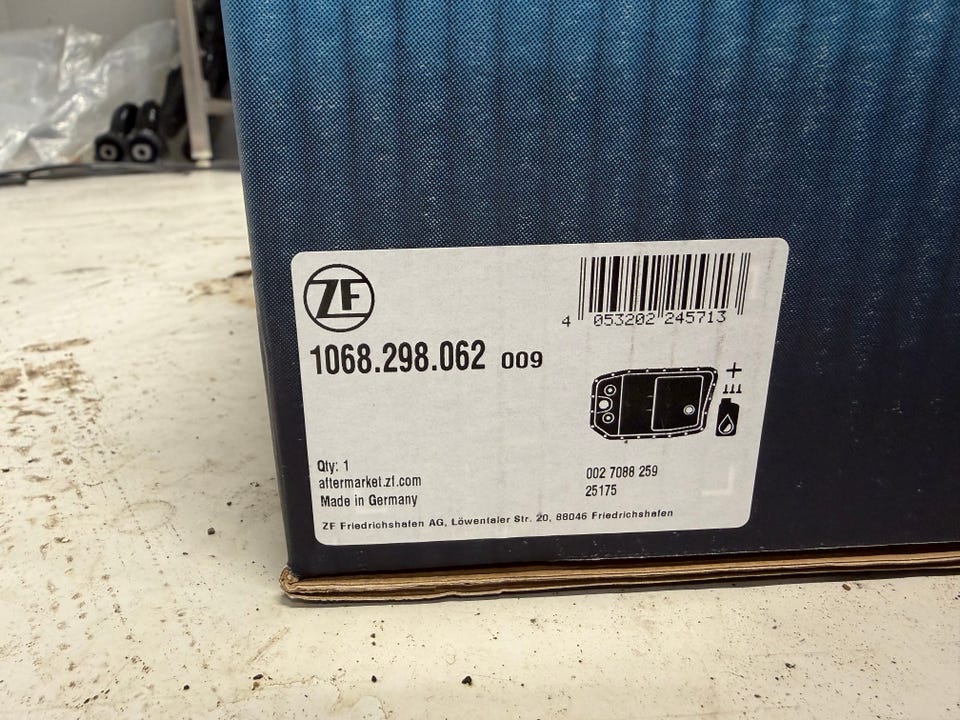 ZF
4 053202 245713
1068.298.062 009
Qty: 1
aftermarket.zf.com
Made in Germany
002 7088 259
25175
ZF Friedrichshafen AG, Löwentaler Str. 20, 88046 Friedrichshafen